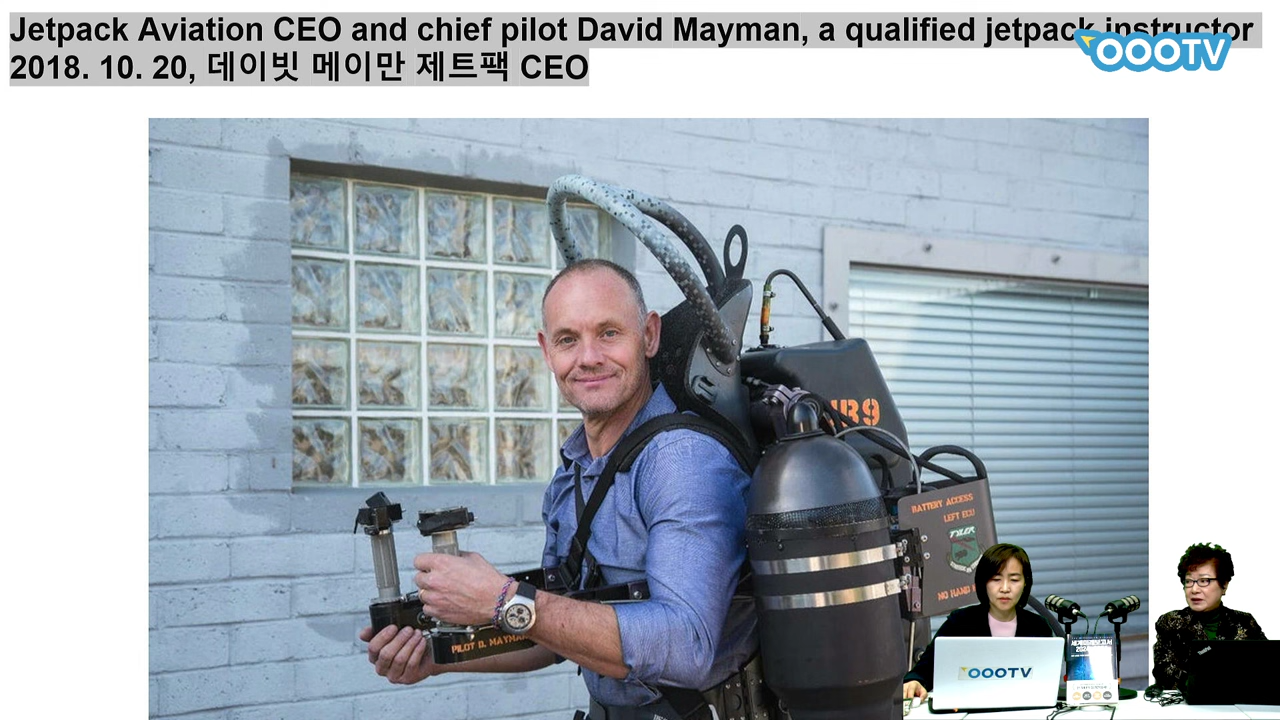 Jetpack Aviation CEO and chief pilot David Mayman, a qualified jetpack instructor
2018. 10. 20, 데이빗 메이만 제트팩 CEO
OOOTV
JB9
BATTERY ACCESS
LEFT ECU
TYLER
NO HAND
PILOT D. MAYMAN
OOOTV